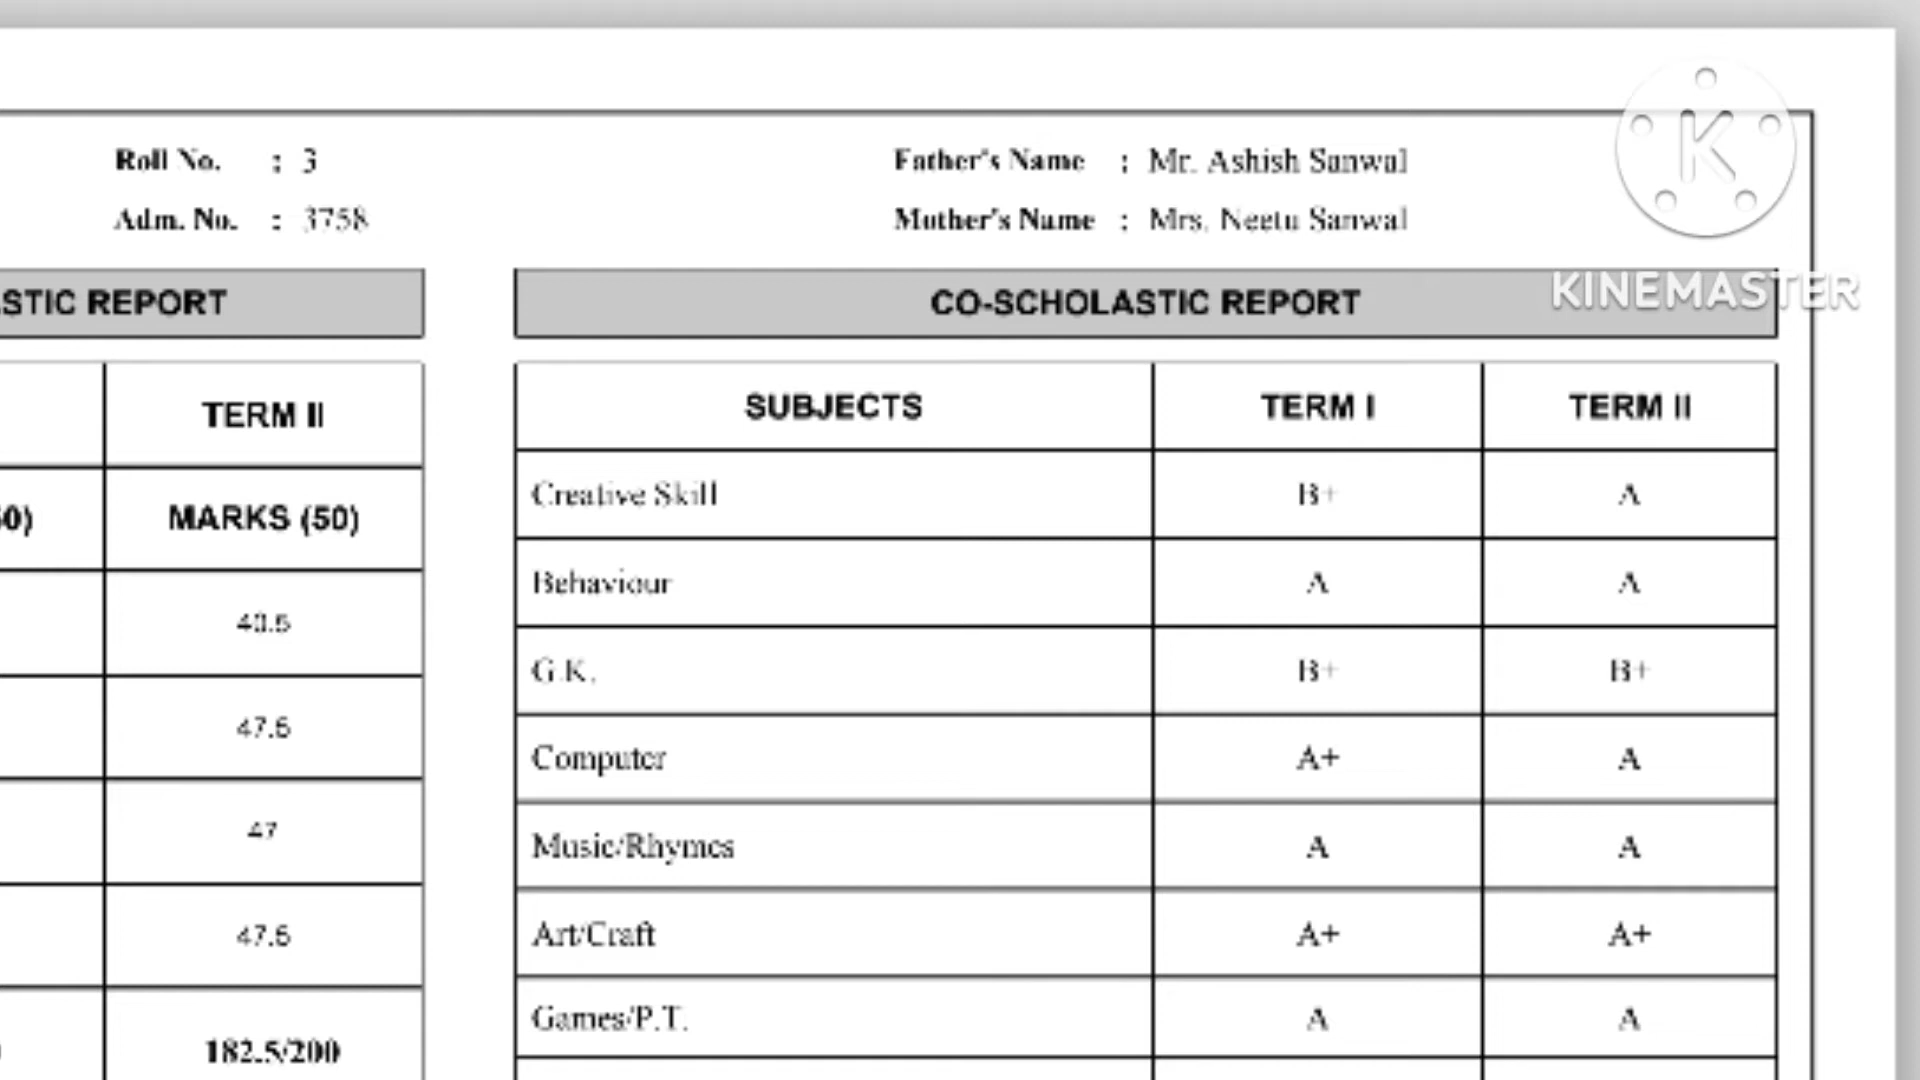 Roll No. : 3 Father's Name : Mr. Ashish Sanwal
Adm. No. : 3758 Mother's Name : Mrs. Neetu Sanwal
STIC REPORT CO-SCHOLASTIC REPORT KINEMASTER
TERM II SUBJECTS TERM I TERM II
0) MARKS (50) Creative Skill B+ A
40.5 Behaviour A A
47.5 G.K. B+ B+
47 Computer A+ A
47.5 Music/Rhymes A A
Art/Craft A+ A+
182.5/200 Games/P.T. A A